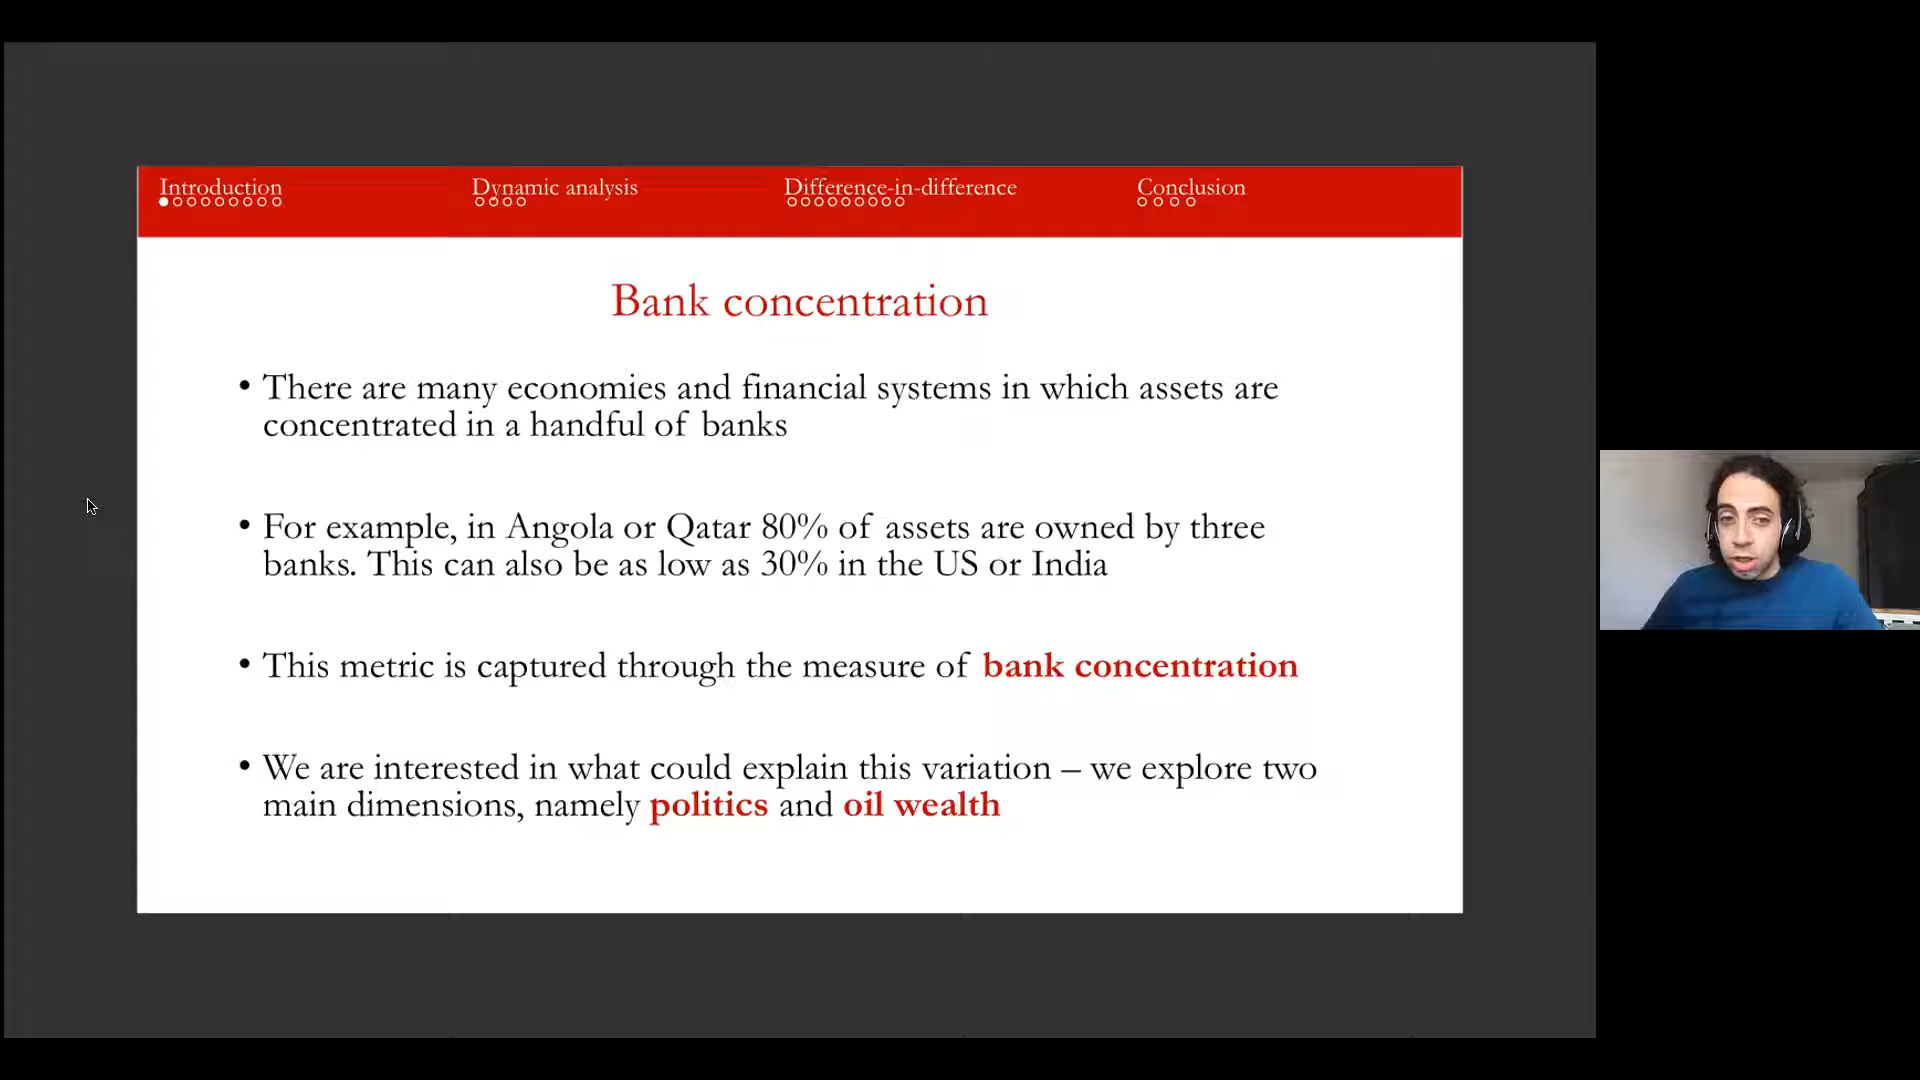 Introduction
Dynamic analysis
Difference-in-difference
Conclusion
Bank concentration
• There are many economies and financial systems in which assets are
concentrated in a handful of banks
• For example, in Angola or Qatar 80% of assets are owned by three
banks. This can also be as low as 30% in the US or India
• This metric is captured through the measure of bank concentration
• We are interested in what could explain this variation – we explore two
main dimensions, namely politics and oil wealth